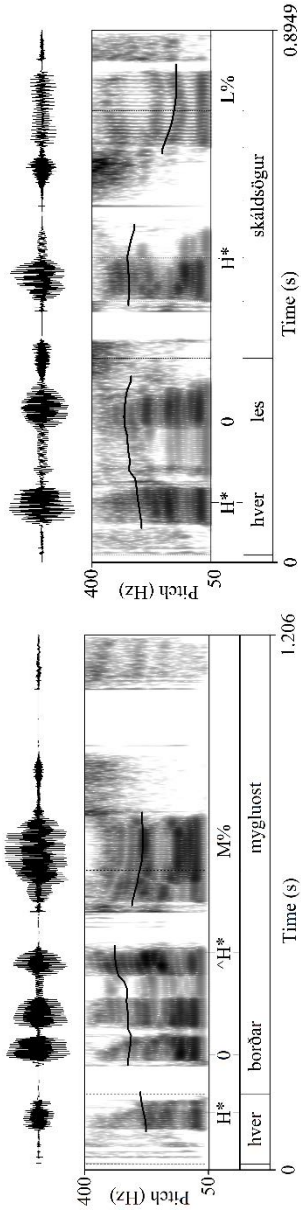 400
Pitch (Hz)
50
H* 0 ^H* M%
hver borðar mygluost
0 1.206
Time (s)
400
Pitch (Hz)
50
H* 0 H* L%
hver les skáldsögur
0 0.8949
Time (s)